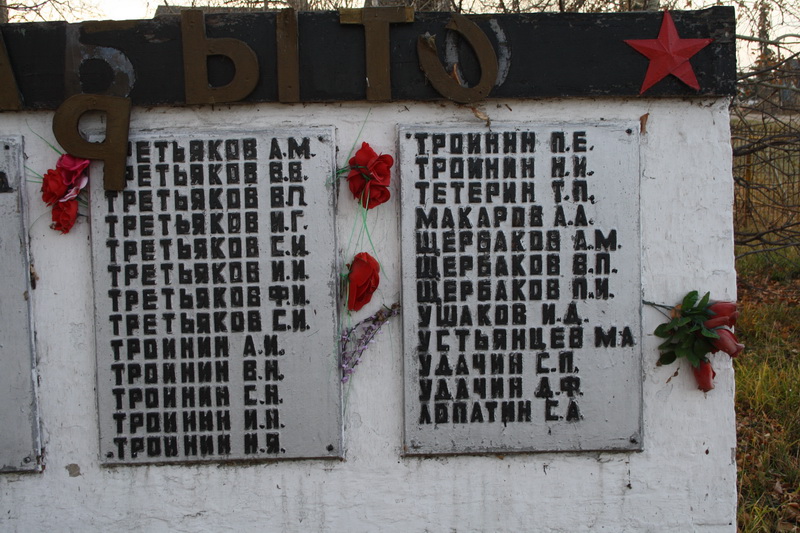 БЫТО
Я
ТРЕТЬЯКОВ А.М.
ТРЕТЬЯКОВ В.В.
ТРЕТЬЯКОВ В.П.
ТРЕТЬЯКОВ И.Г.
ТРЕТЬЯКОВ С.И.
ТРЕТЬЯКОВ И.И.
ТРЕТЬЯКОВ Ф.И.
ТРЕТЬЯКОВ С.И.
ТРОИНИН А.И.
ТРОИНИН В.Н.
ТРОИНИН С.Н.
ТРОИНИН И.Н.
ТРОИНИН И.Я.
ТРОИНИН П.Е.
ТРОИНИН Н.И.
ТЕТЕРИН Т.П.
МАКАРОВ А.А.
ЩЕРБАКОВ А.М.
ЩЕРБАКОВ В.П.
ЩЕРБАКОВ П.И.
УШАКОВ И.Д.
УСТЬЯНЦЕВ М.А
УДАЧИН С.П.
УДАЧИН Д.Ф.
ЛОПАТИН С.А.